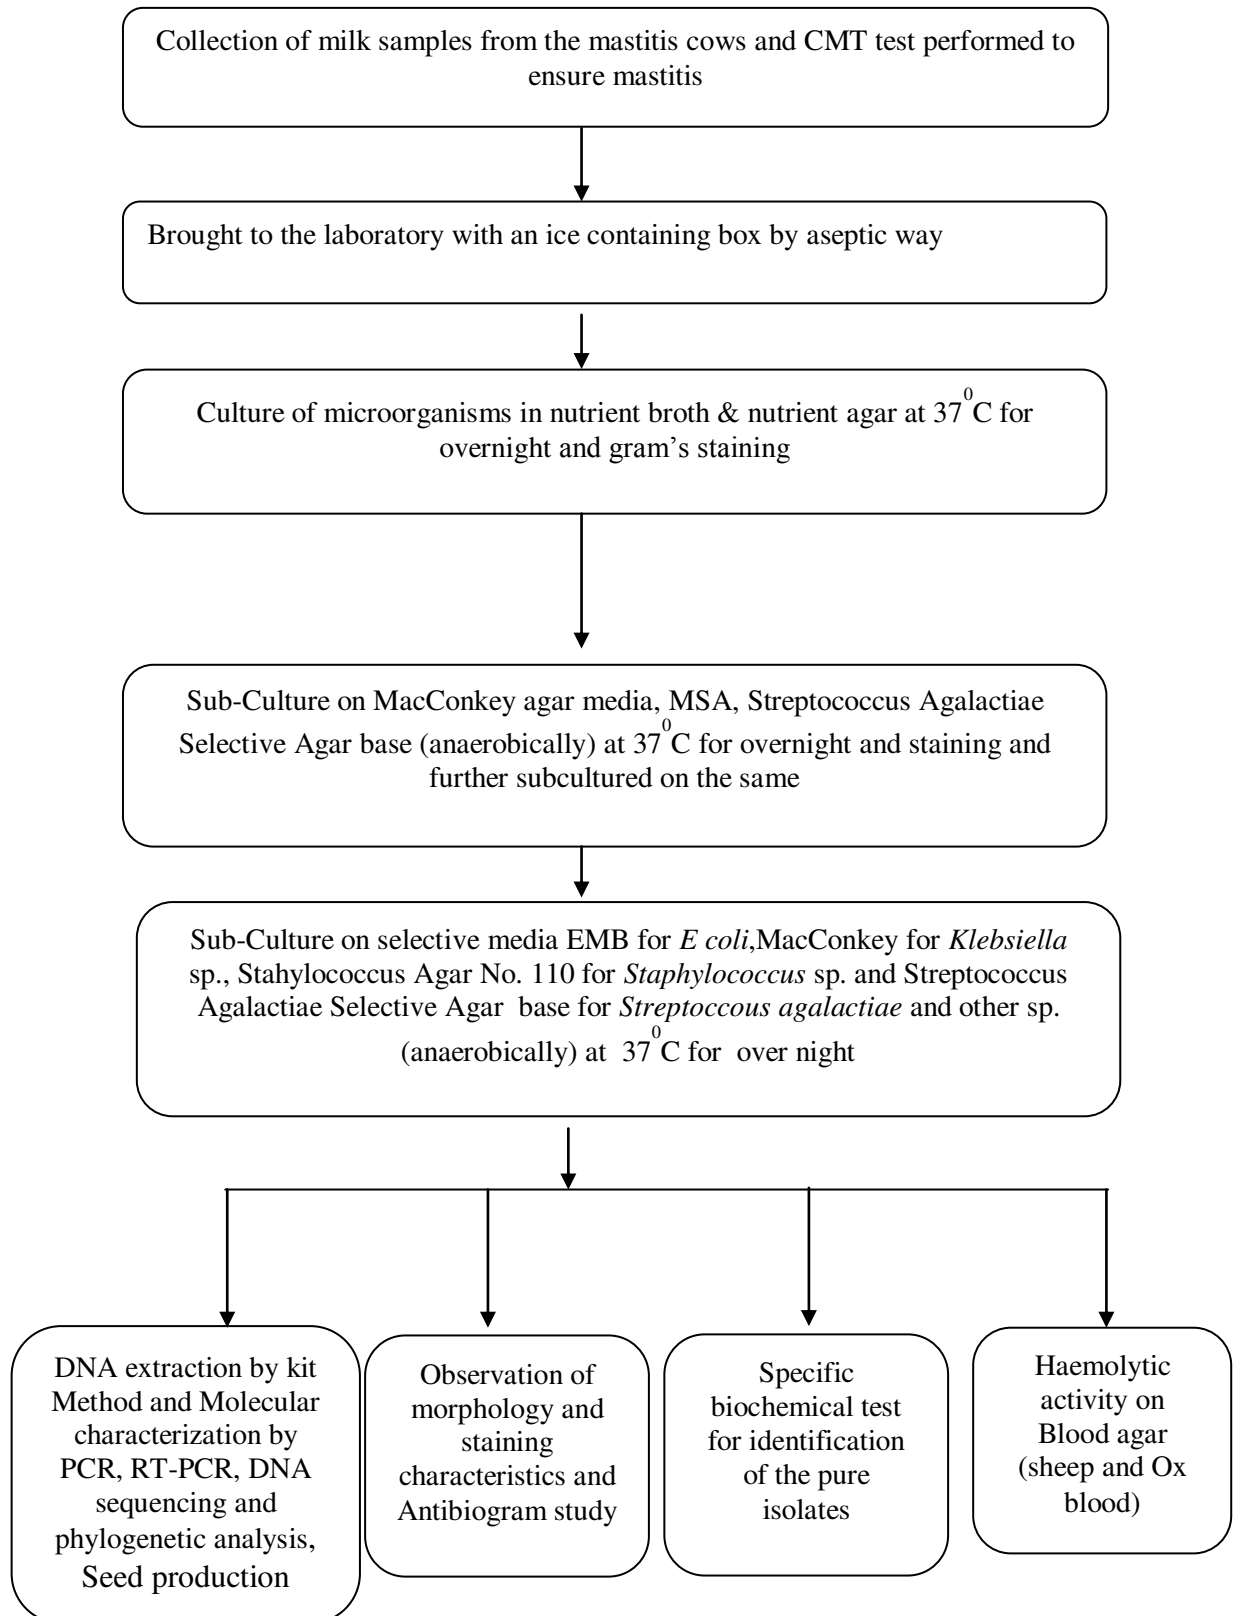 Collection of milk samples from the mastitis cows and CMT test performed to
ensure mastitis
Brought to the laboratory with an ice containing box by aseptic way
Culture of microorganisms in nutrient broth & nutrient agar at 37⁰C for
overnight and gram’s staining
Sub-Culture on MacConkey agar media, MSA, Streptococcus Agalactiae
Selective Agar base (anaerobically) at 37⁰C for overnight and staining and
further subcultured on the same
Sub-Culture on selective media EMB for E coli,MacConkey for Klebsiella
sp., Stahylococcus Agar No. 110 for Staphylococcus sp. and Streptococcus
Agalactiae Selective Agar base for Streptoccous agalactiae and other sp.
(anaerobically) at 37⁰C for over night
DNA extraction by kit
Method and Molecular
characterization by
PCR, RT-PCR, DNA
sequencing and
phylogenetic analysis,
Seed production
Observation of
morphology and
staining
characteristics and
Antibiogram study
Specific
biochemical test
for identification
of the pure
isolates
Haemolytic
activity on
Blood agar
(sheep and Ox
blood)